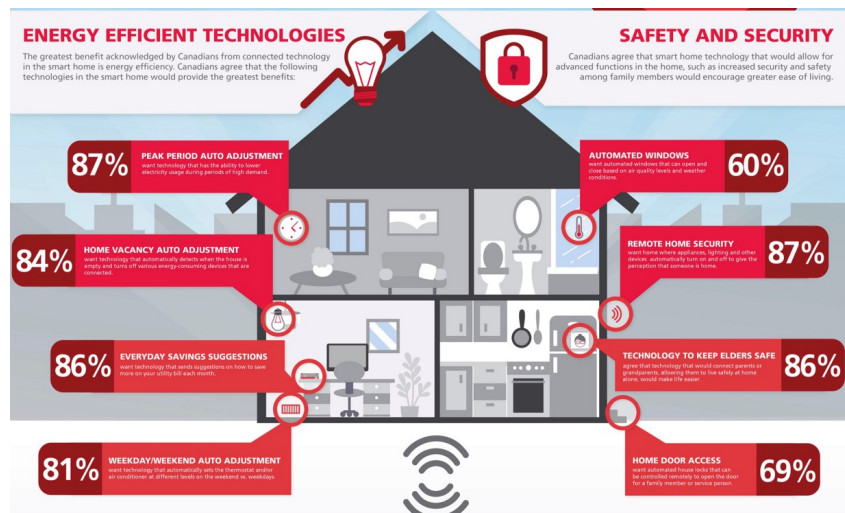 ENERGY EFFICIENT TECHNOLOGIES
The greatest benefit acknowledged by Canadians from connected technology
in the smart home is energy efficiency. Canadians agree that the following
technologies in the smart home would provide the greatest benefits:
SAFETY AND SECURITY
Canadians agree that smart home technology that would allow for
advanced functions in the home, such as increased security and safety
among family members would encourage greater ease of living.
87%
PEAK PERIOD AUTO ADJUSTMENT
want technology that has the ability to lower
electricity usage during periods of high demand.
84%
HOME VACANCY AUTO ADJUSTMENT
want technology that automatically detects when the house is
empty and turns off various energy-consuming devices that are
connected.
86%
EVERYDAY SAVINGS SUGGESTIONS
want technology that sends suggestions on how to save
more on your utility bill each month.
81%
WEEKDAY/WEEKEND AUTO ADJUSTMENT
want technology that automatically sets the thermostat and/or
air conditioner at different levels on the weekend vs. weekdays.
AUTOMATED WINDOWS
want automated windows that can open and
close based on air quality levels and weather
conditions.
60%
REMOTE HOME SECURITY
want home where appliances, lighting and other
devices automatically turn on and off to give the
perception that someone is home.
87%
TECHNOLOGY TO KEEP ELDERS SAFE
agree that technology that would connect parents or
grandparents, allowing them to live safely at home
alone, would make life easier
86%
HOME DOOR ACCESS
want automated house locks that can
be controlled remotely to open the door
for a family member or service person.
69%